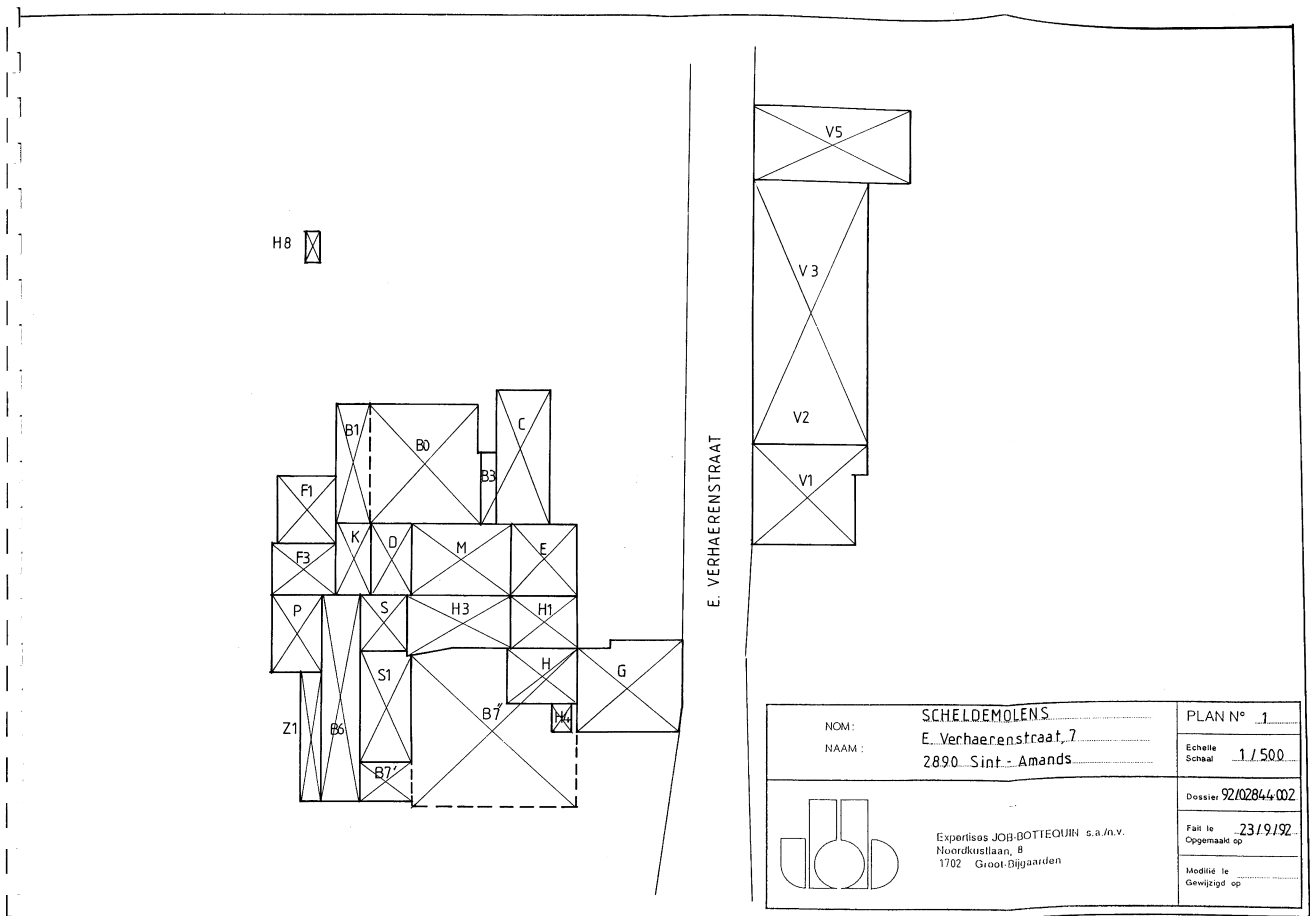 V5
H8
V3
V2
V1
B1
B0
C
B3
F1
F3
K
D
M
E
E. VERHAERENSTRAAT
P
S
H3
H1
S1
H
G
B7"
H4
Z1
B6
B7'
NOM:
NAAM:
SCHELDEMOLENS
E. Verhaerenstraat, 7
2890 Sint-Amands
PLAN N° 1
Echelle
Schaal 1/500
Dossier 92/02844-002
Fait le
Opgemaakt op 23/9/92
Modifié le
Gewijzigd op
Expertises JOB-BOTTEQUIN s.a./n.v.
Noordkustlaan, 8
1702 Groot-Bijgaarden